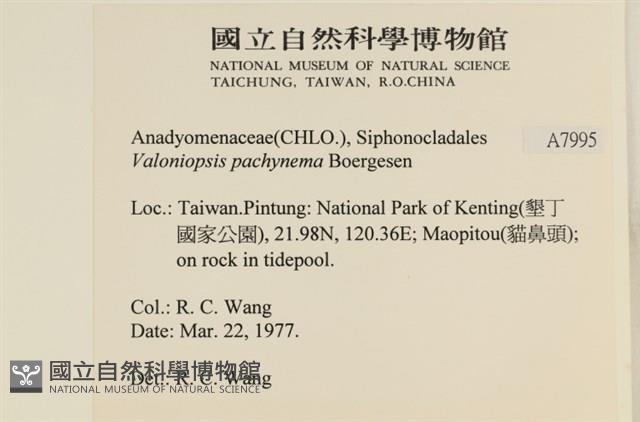 國立自然科學博物館
NATIONAL MUSEUM OF NATURAL SCIENCE
TAICHUNG, TAIWAN, R.O.CHINA
Anadyomenaceae(CHLO.), Siphonocladales
A7995
Valoniopsis pachynema Boergesen
Loc.: Taiwan.Pintung: National Park of Kenting(墾丁
國家公園), 21.98N, 120.36E; Maopitou(貓鼻頭);
on rock in tidepool.
Col.: R. C. Wang
Date: Mar. 22, 1977.
Det.: R. C. Wang
國立自然科學博物館
NATIONAL MUSEUM OF NATURAL SCIENCE